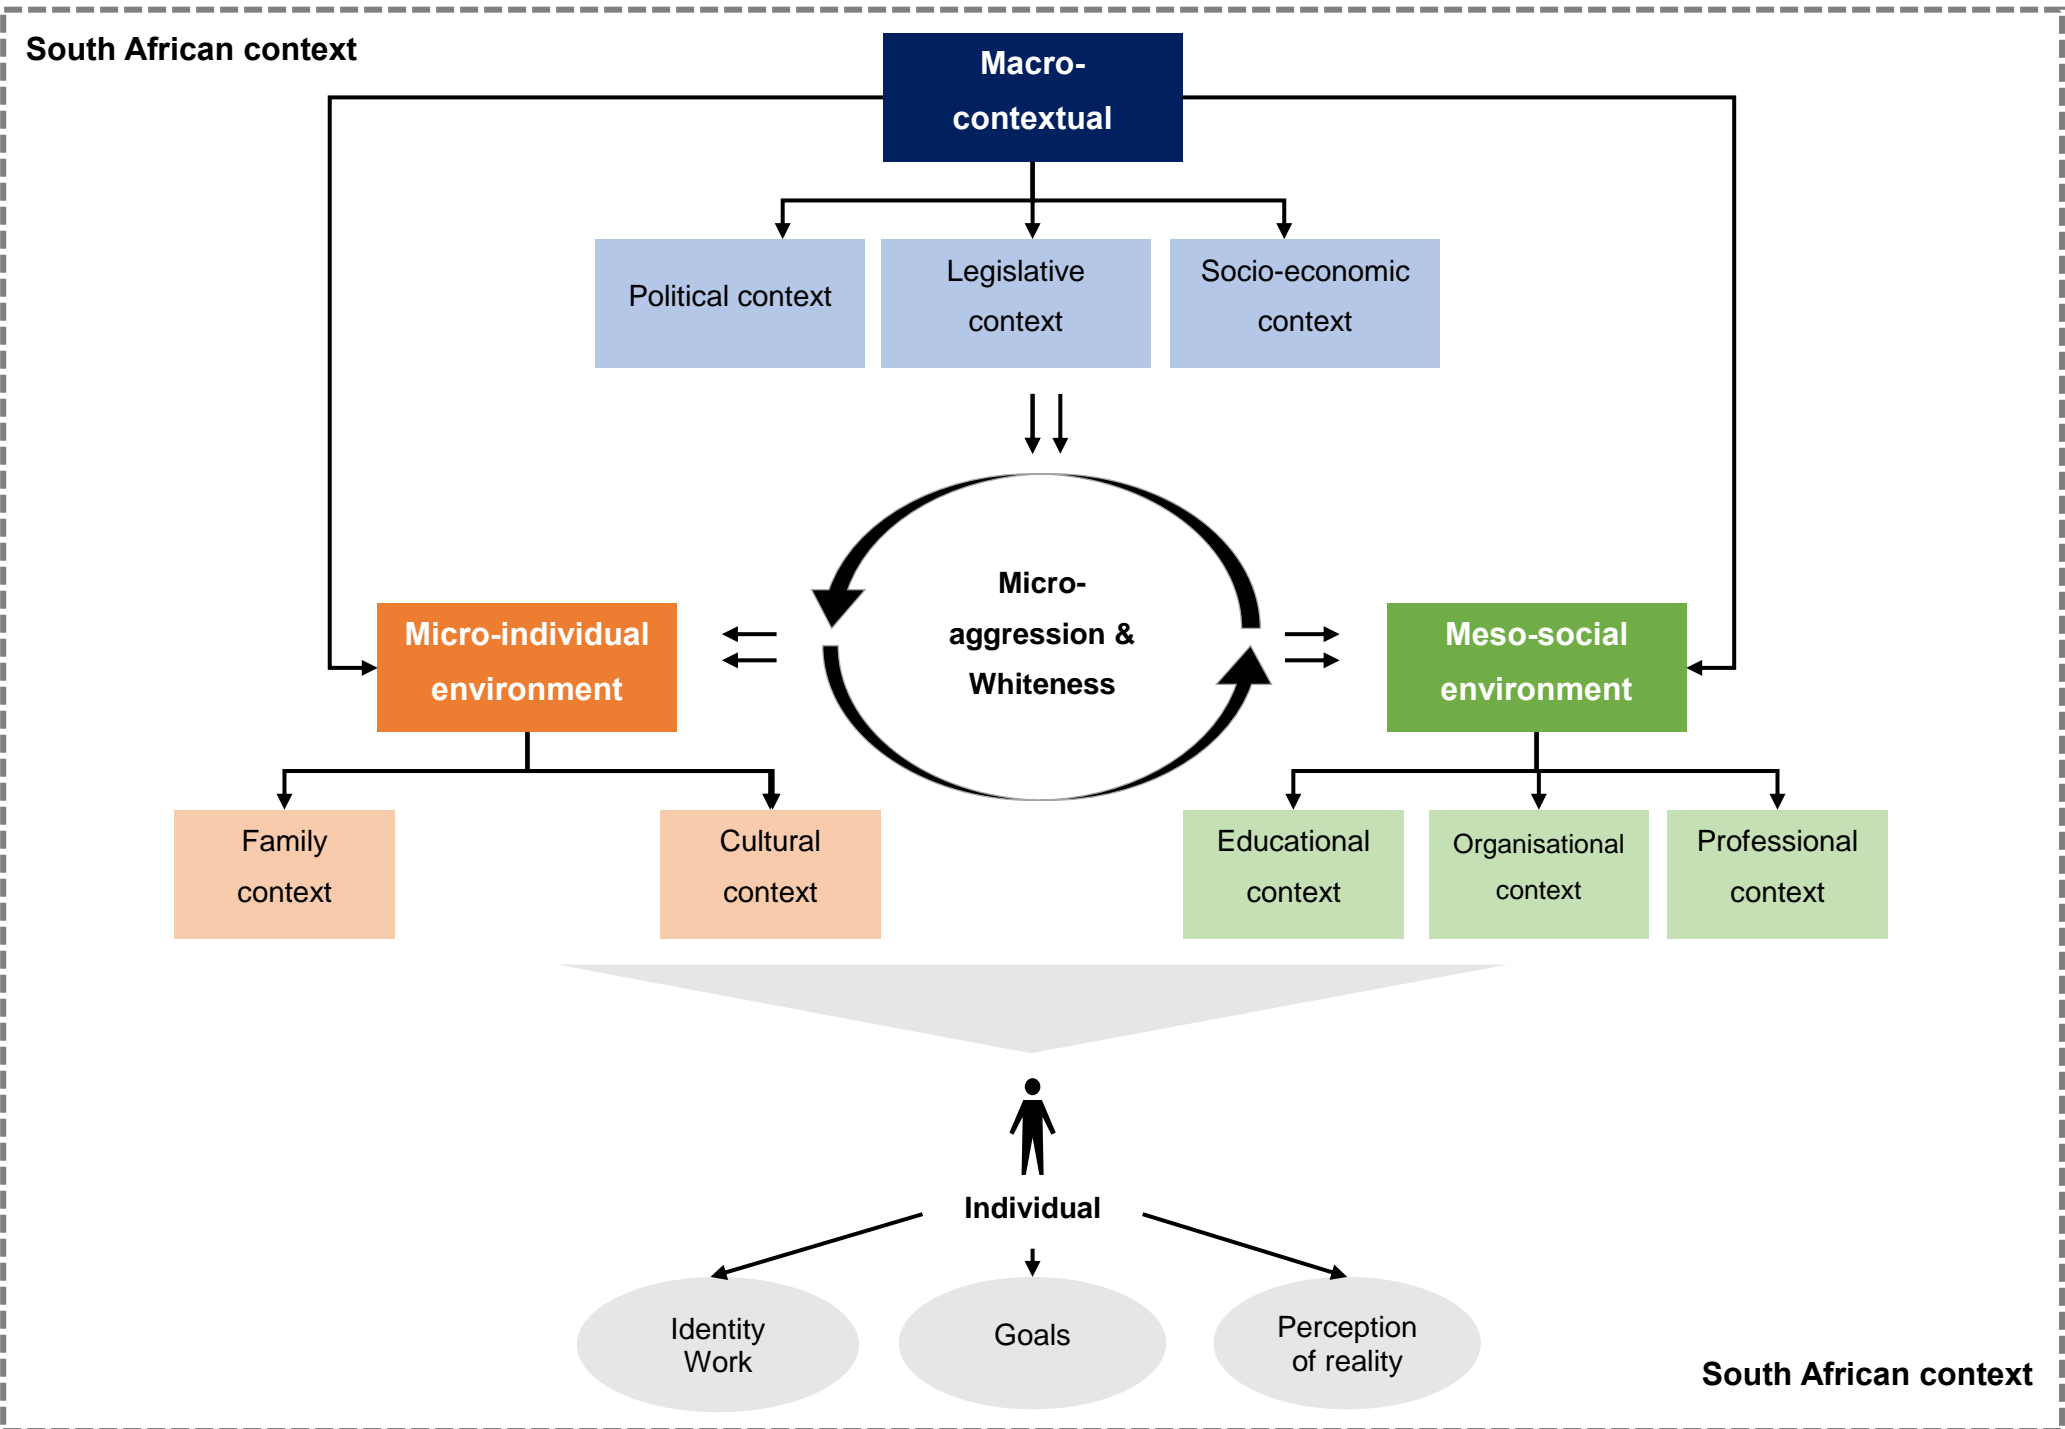 South African context
Macro-
contextual
Political context
Legislative
context
Socio-economic
context
Micro-
aggression &
Whiteness
Micro-individual
environment
Meso-social
environment
Family
context
Cultural
context
Educational
context
Organisational
context
Professional
context
Individual
Identity
Work
Goals
Perception
of reality
South African context